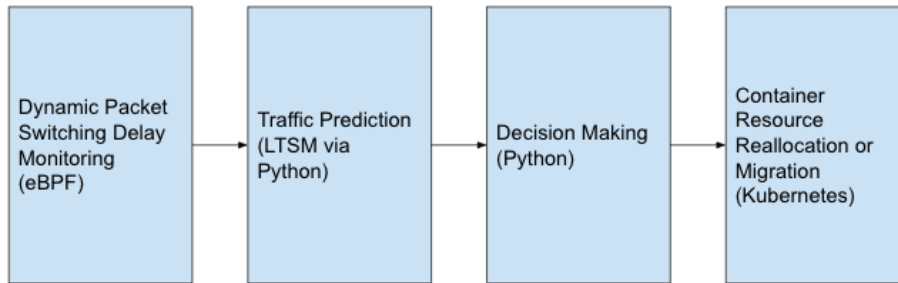 Dynamic Packet
Switching Delay
Monitoring
(eBPF)
Traffic Prediction
(LTSM via
Python)
Decision Making
(Python)
Container
Resource
Reallocation or
Migration
(Kubernetes)